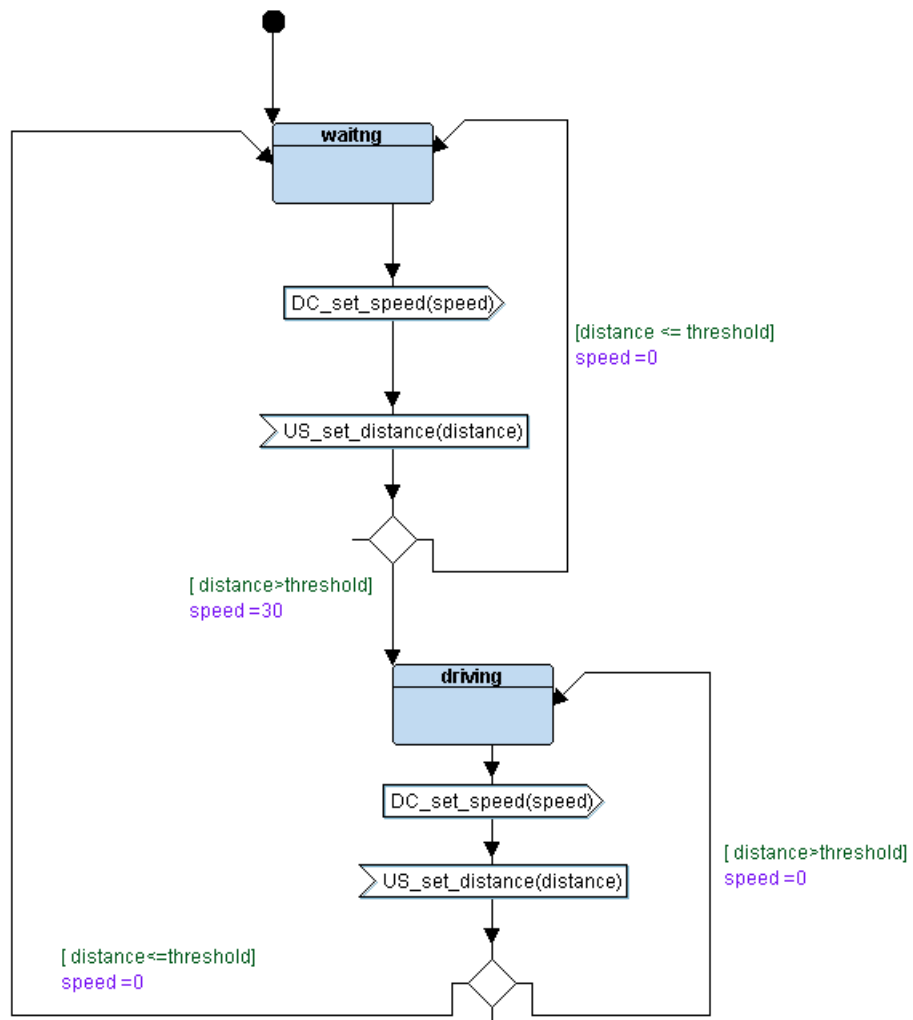 waitng
DC_set_speed(speed)
[distance <= threshold]
speed =0
US_set_distance(distance)
[ distance>threshold]
speed =30
driving
DC_set_speed(speed)
[ distance>threshold]
speed =0
US_set_distance(distance)
[ distance<=threshold]
speed =0